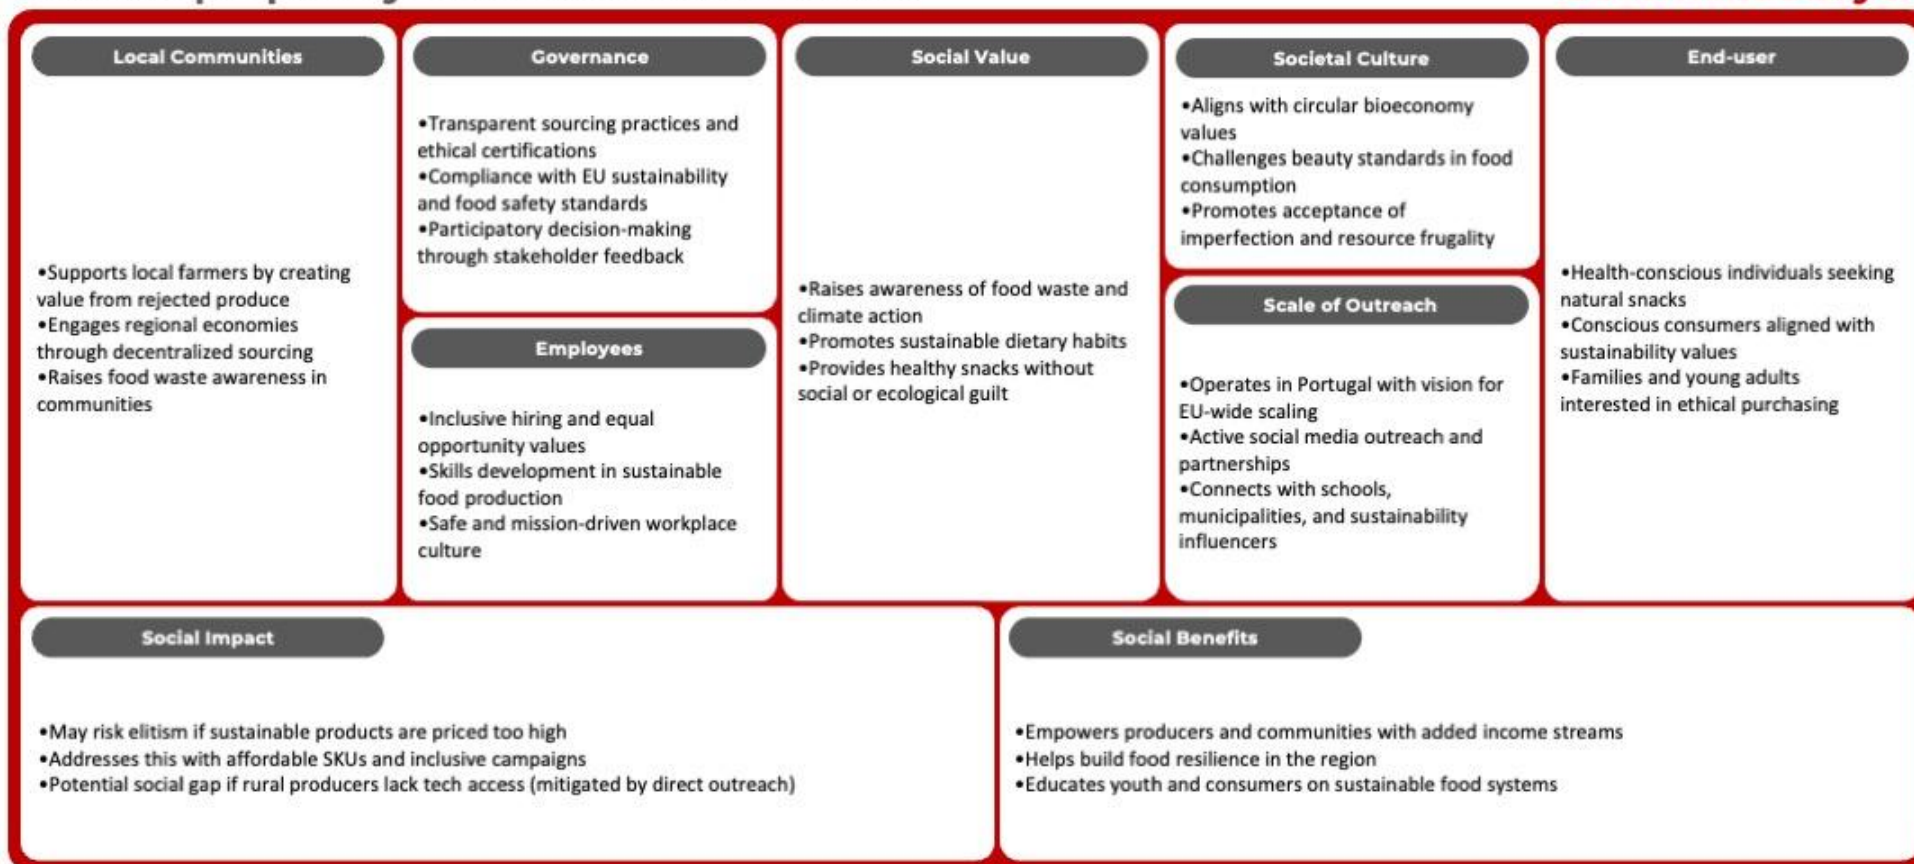 Local Communities
•Supports local farmers by creating
value from rejected produce
•Engages regional economies
through decentralized sourcing
•Raises food waste awareness in
communities
Governance
•Transparent sourcing practices and
ethical certifications
•Compliance with EU sustainability
and food safety standards
•Participatory decision-making
through stakeholder feedback
Employees
•Inclusive hiring and equal
opportunity values
•Skills development in sustainable
food production
•Safe and mission-driven workplace
culture
Social Value
•Raises awareness of food waste and
climate action
•Promotes sustainable dietary habits
•Provides healthy snacks without
social or ecological guilt
Societal Culture
•Aligns with circular bioeconomy
values
•Challenges beauty standards in food
consumption
•Promotes acceptance of
imperfection and resource frugality
Scale of Outreach
•Operates in Portugal with vision for
EU-wide scaling
•Active social media outreach and
partnerships
•Connects with schools,
municipalities, and sustainability
influencers
End-user
•Health-conscious individuals seeking
natural snacks
•Conscious consumers aligned with
sustainability values
•Families and young adults
interested in ethical purchasing
Social Impact
•May risk elitism if sustainable products are priced too high
•Addresses this with affordable SKUs and inclusive campaigns
•Potential social gap if rural producers lack tech access (mitigated by direct outreach)
Social Benefits
•Empowers producers and communities with added income streams
•Helps build food resilience in the region
•Educates youth and consumers on sustainable food systems